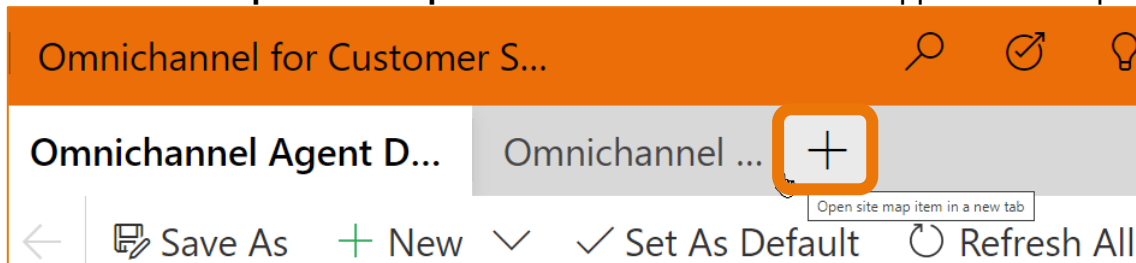 Omnichannel for Customer S...
Omnichannel Agent D... Omnichannel ...
Open site map item in a new tab
Save As New Set As Default Refresh All